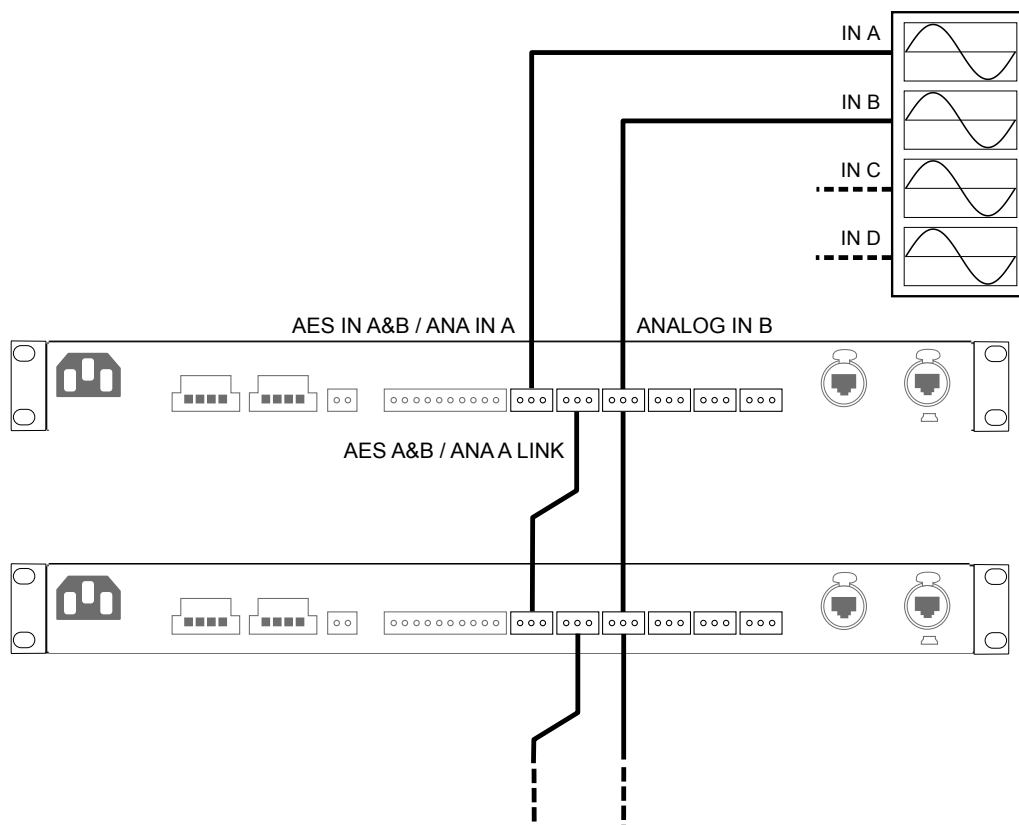 IN A
IN B
IN C
IN D
AES IN A&B / ANA IN A
ANALOG IN B
AES A&B / ANA A LINK